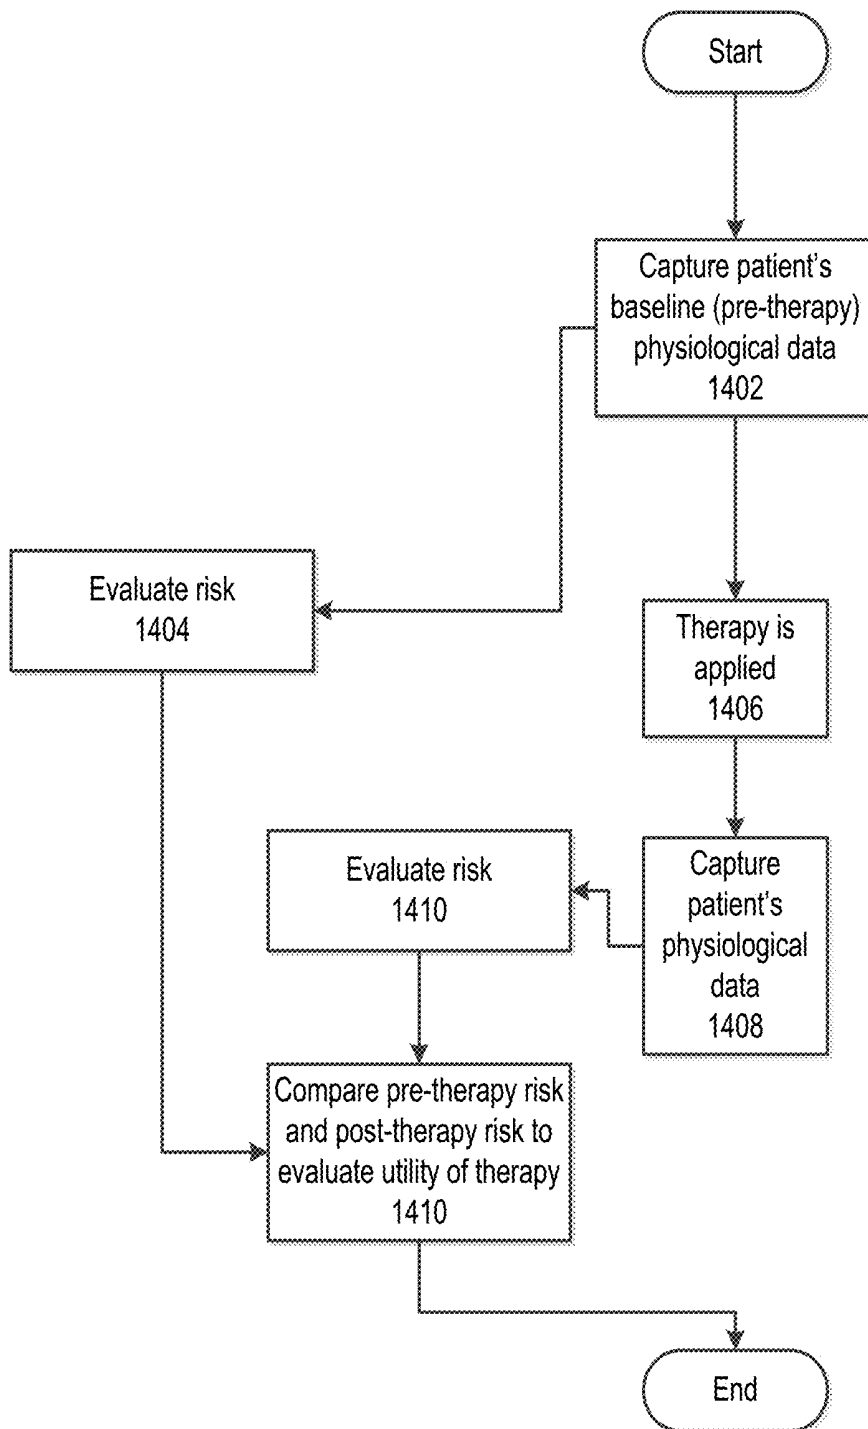 Start
Capture patient's
baseline (pre-therapy)
physiological data
1402
Evaluate risk
1404
Therapy is
applied
1406
Evaluate risk
1410
Capture
patient's
physiological
data
1408
Compare pre-therapy risk
and post-therapy risk to
evaluate utility of therapy
1410
End